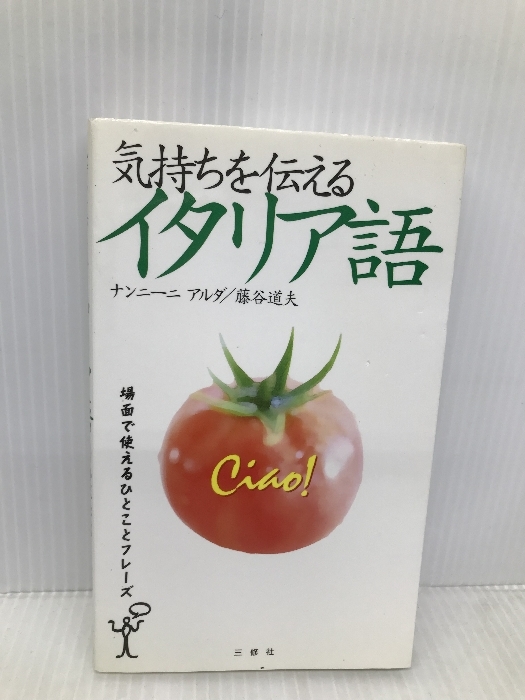 気持ちを伝える
イタリア語
ナンニーニ アルダ/藤谷道夫
Ciao!
場面で使えるひとことフレーズ
三修社